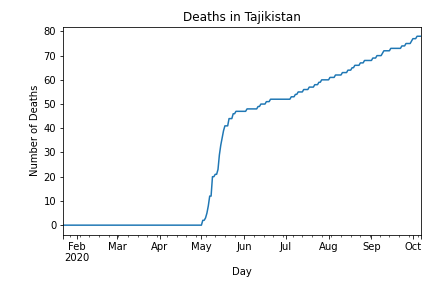 Deaths in Tajikistan
80
70
60
50
40
30
20
10
0
Number of Deaths
Feb Mar Apr May Jun Jul Aug Sep Oct
2020
Day